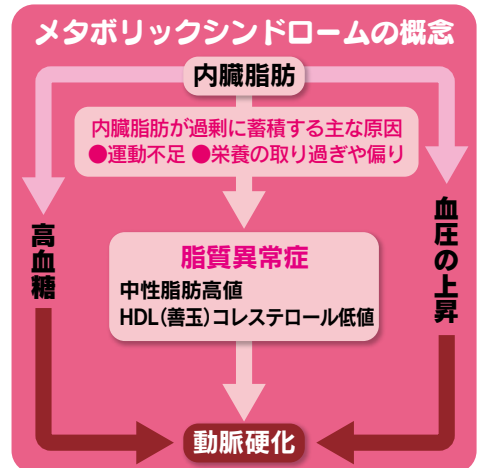 メタボリックシンドロームの概念
内臓脂肪
内臓脂肪が過剰に蓄積する主な原因
●運動不足 ●栄養の取り過ぎや偏り
高血糖
血圧の上昇
脂質異常症
中性脂肪高値
HDL(善玉)コレステロール低値
動脈硬化